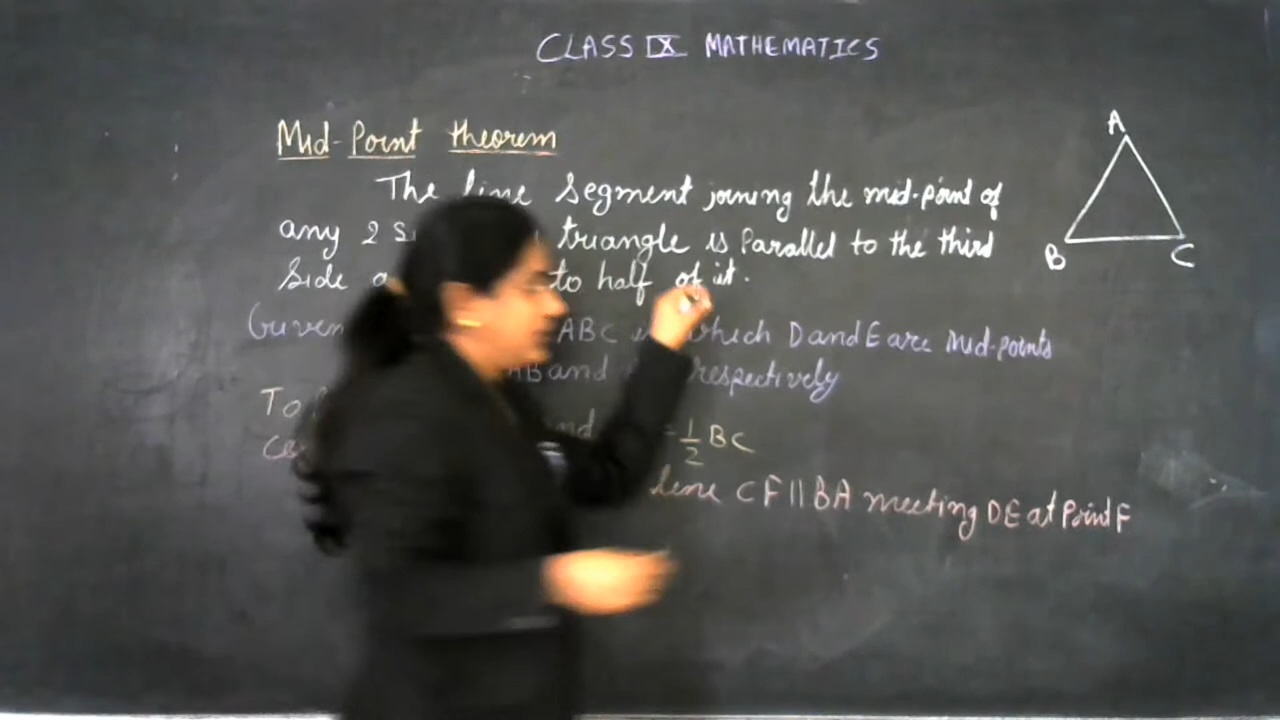 CLASS IX MATHEMATICS
Mid-Point theorem
The line segment joining the mid-point of
any 2 triangle is Parallel to the third
side to half of it.
Given ABC which D and E are Mid-points
AB and respectively
To
1/2 BC
line CF || BA meeting DE at Point F
A
B
C